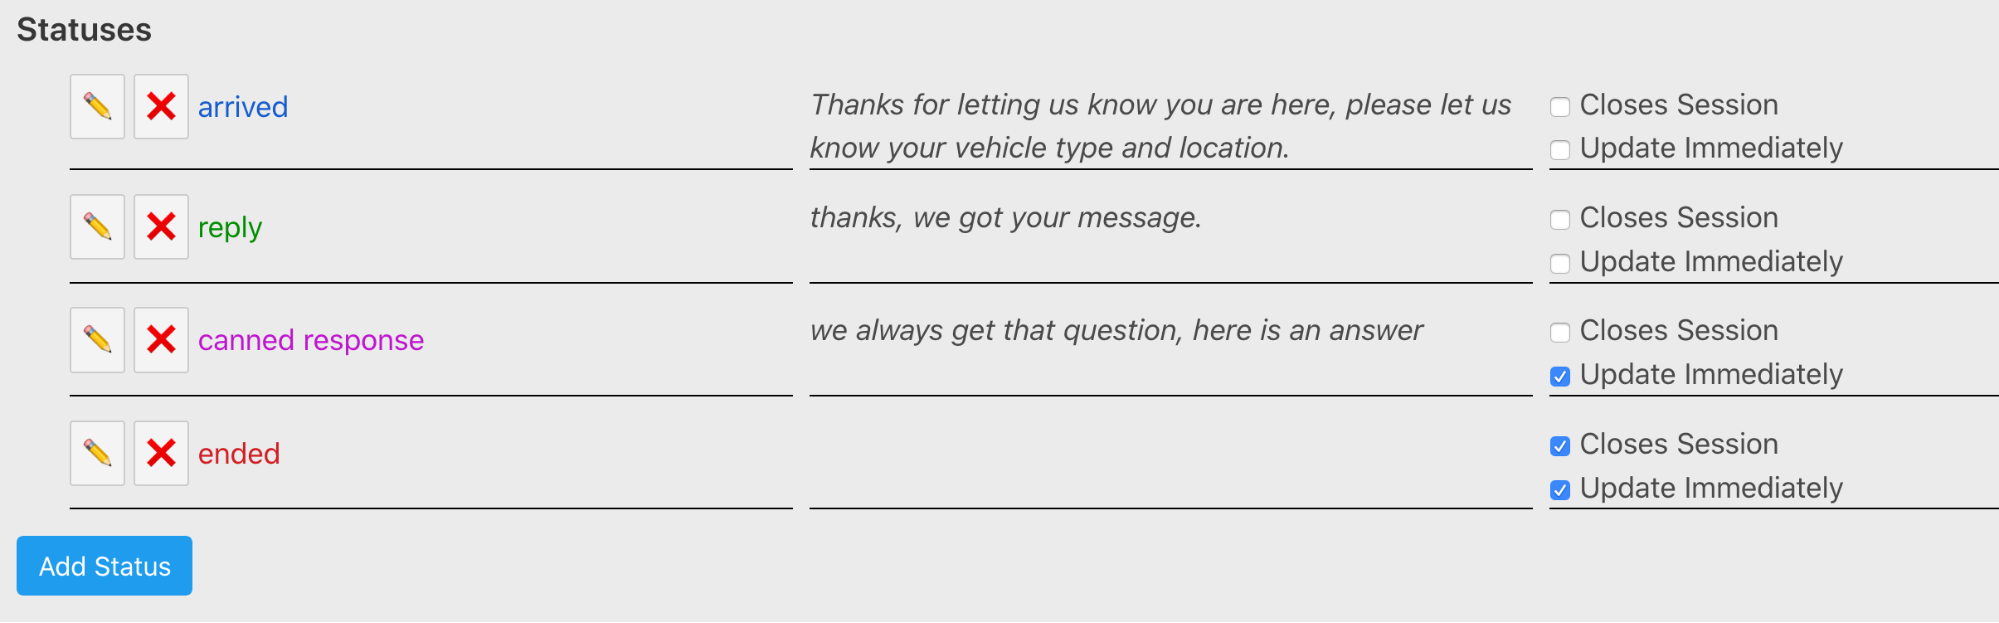 Statuses
arrived
Thanks for letting us know you are here, please let us
know your vehicle type and location.
Closes Session
Update Immediately
reply
thanks, we got your message.
Closes Session
Update Immediately
canned response
we always get that question, here is an answer
Closes Session
Update Immediately
ended
Closes Session
Update Immediately
Add Status